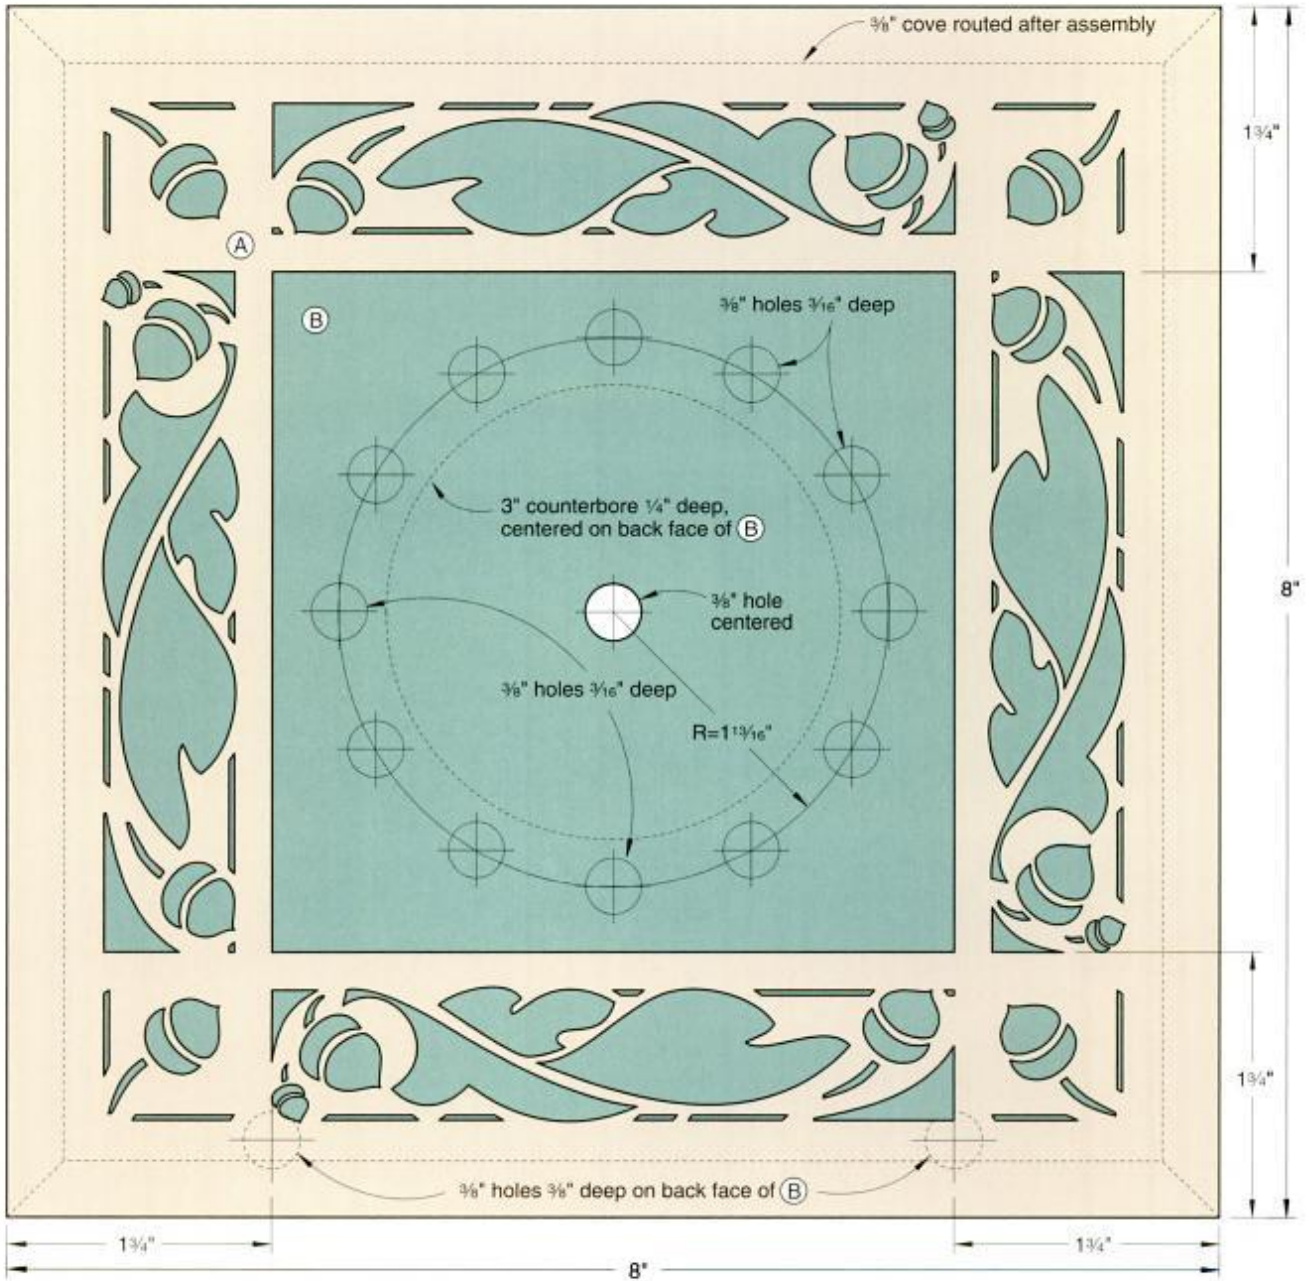 ⅜" cove routed after assembly
1¾"
A
B
⅜" holes 3⁄16" deep
3" counterbore ¼" deep,
centered on back face of B
8"
⅜" hole
centered
⅜" holes 3⁄16" deep
R=1 13⁄16"
1¾"
⅜" holes ⅜" deep on back face of B
1¾"
1¾"
8"